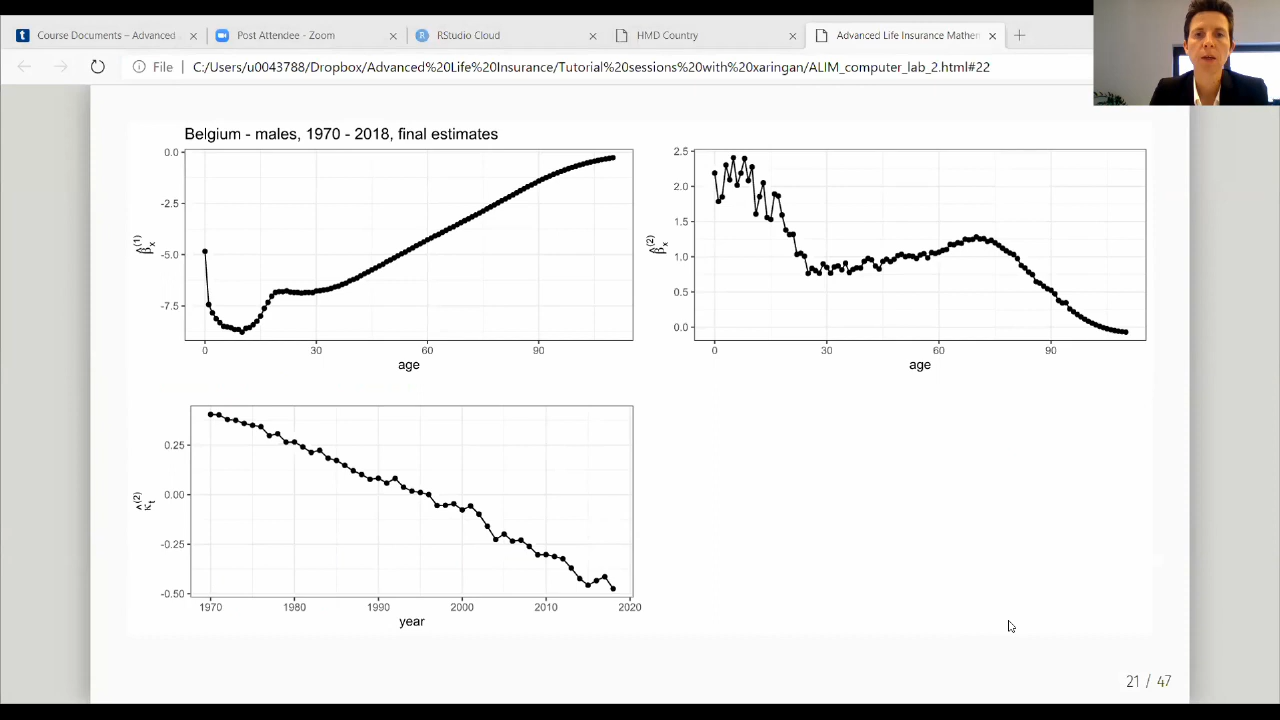 Course Documents – Advanced
Post Attendee - Zoom
RStudio Cloud
HMD Country
Advanced Life Insurance Mathem
File
C:/Users/u0043788/Dropbox/Advanced%20Life%20Insurance/Tutorial%20sessions%20with%20xaringan/ALIM_computer_lab_2.html#22
Belgium - males, 1970 - 2018, final estimates
0.0
-2.5
-5.0
-7.5
β̂x(1)
0 30 60 90
age
2.5
2.0
1.5
1.0
0.5
0.0
β̂x(2)
0 30 60 90
age
0.25
0.00
-0.25
-0.50
κ̂t(2)
1970 1980 1990 2000 2010 2020
year
21 / 47